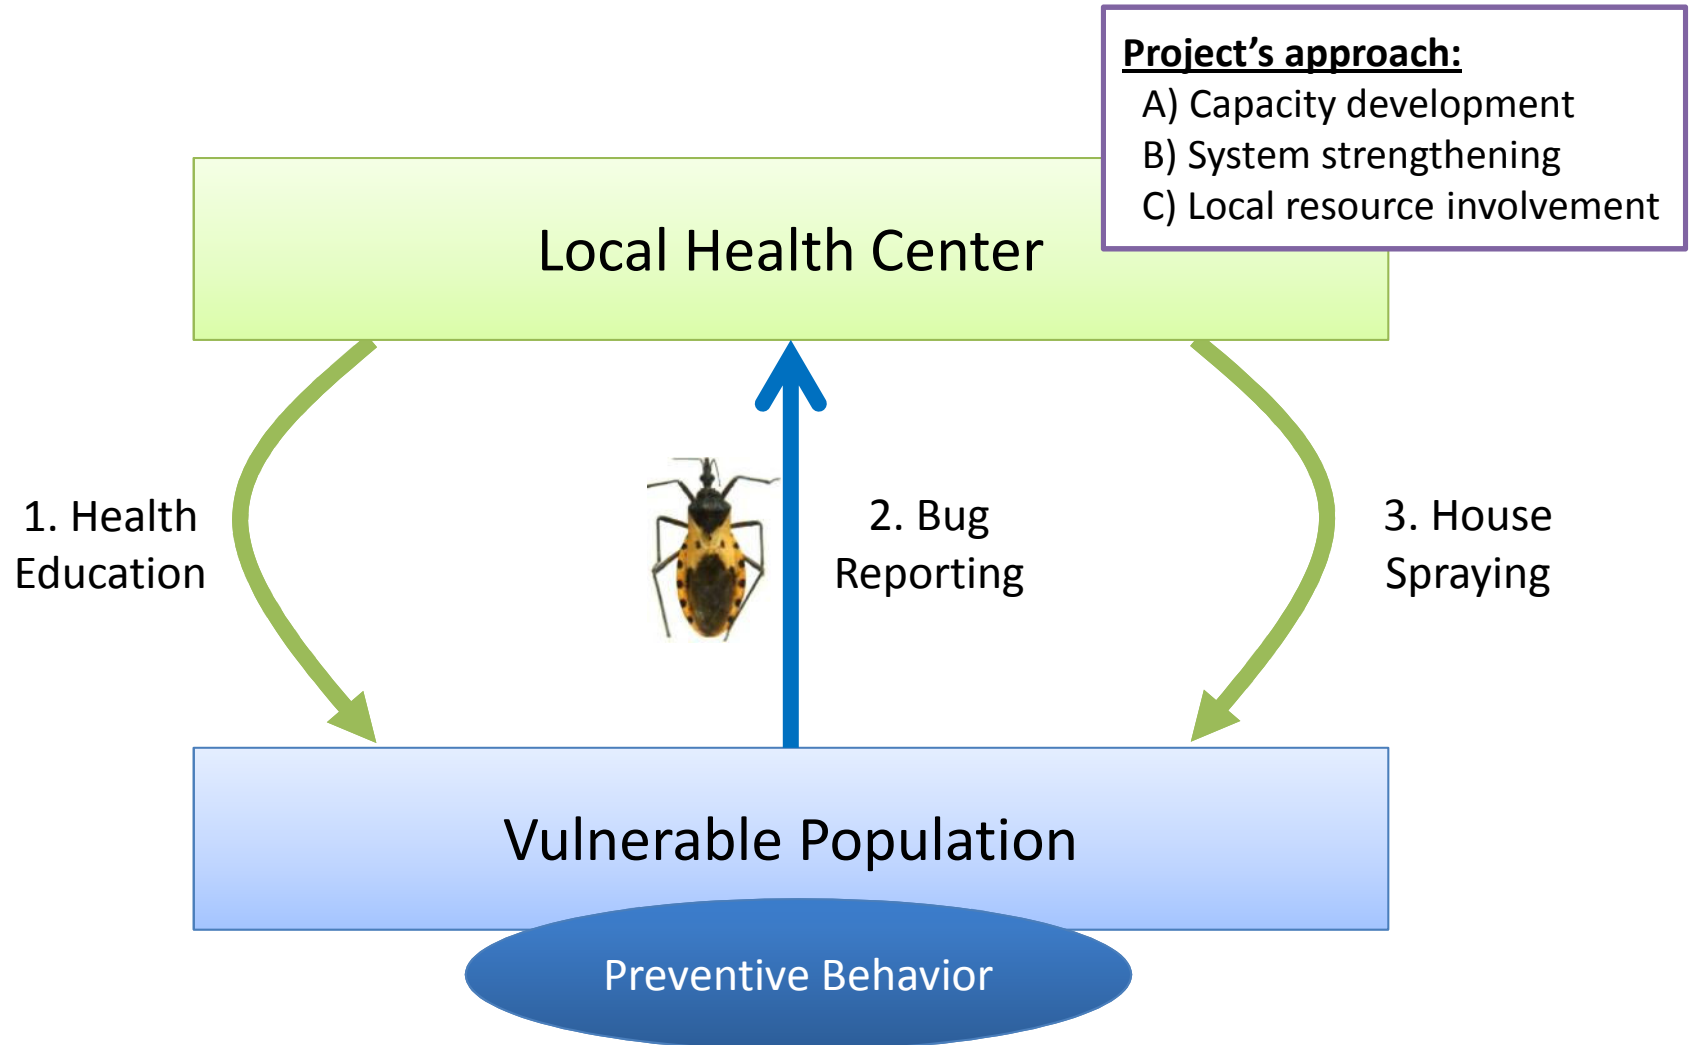 Project’s approach:
A) Capacity development
B) System strengthening
C) Local resource involvement
Local Health Center
1. Health
Education
2. Bug
Reporting
3. House
Spraying
Vulnerable Population
Preventive Behavior